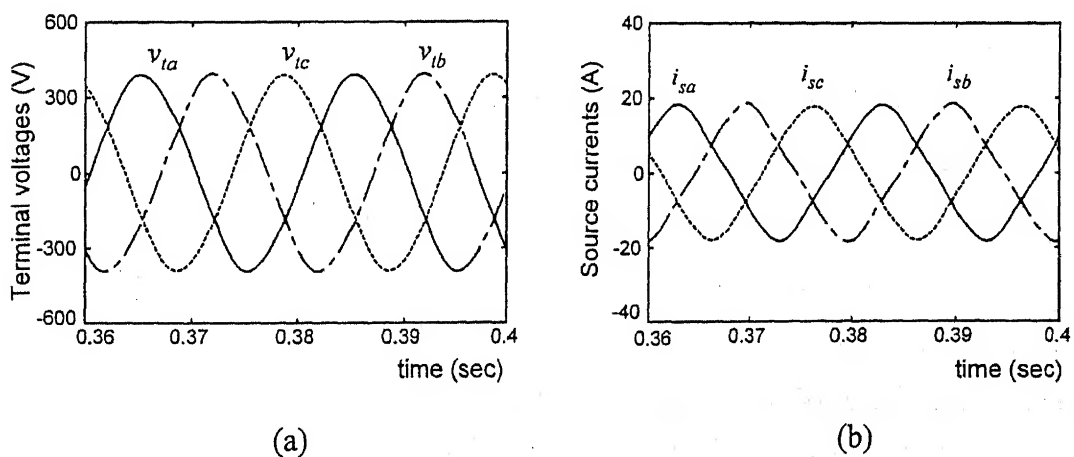 600
300
0
-300
-600
Terminal voltages (V)
v_ta
v_tc
v_tb
0.36
0.37
0.38
0.39
0.4
time (sec)
(a)
40
20
0
-20
-40
Source currents (A)
i_sa
i_sc
i_sb
0.36
0.37
0.38
0.39
0.4
time (sec)
(b)